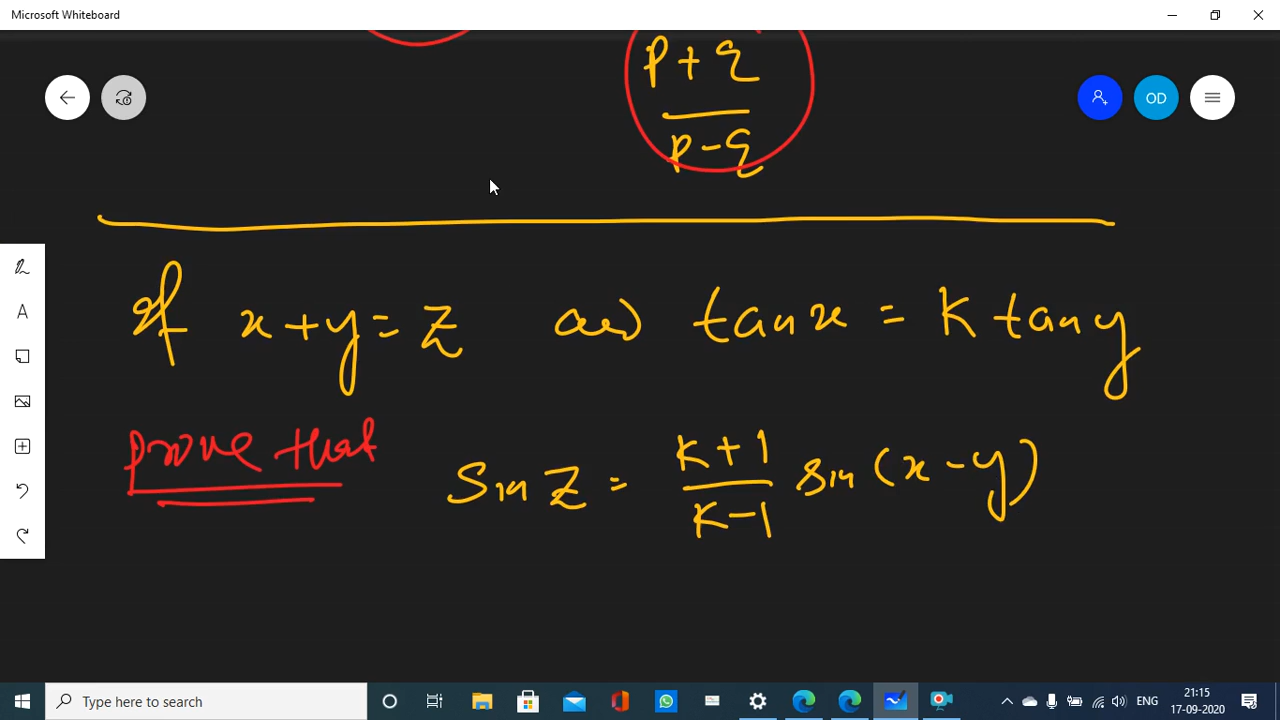 Microsoft Whiteboard
p+q
p-q
OD
If x+y=z and tanx = K tany
prove that
Sin z = K+1/K-1 sin(x-y)
A
Type here to search
ENG
21:15
17-09-2020